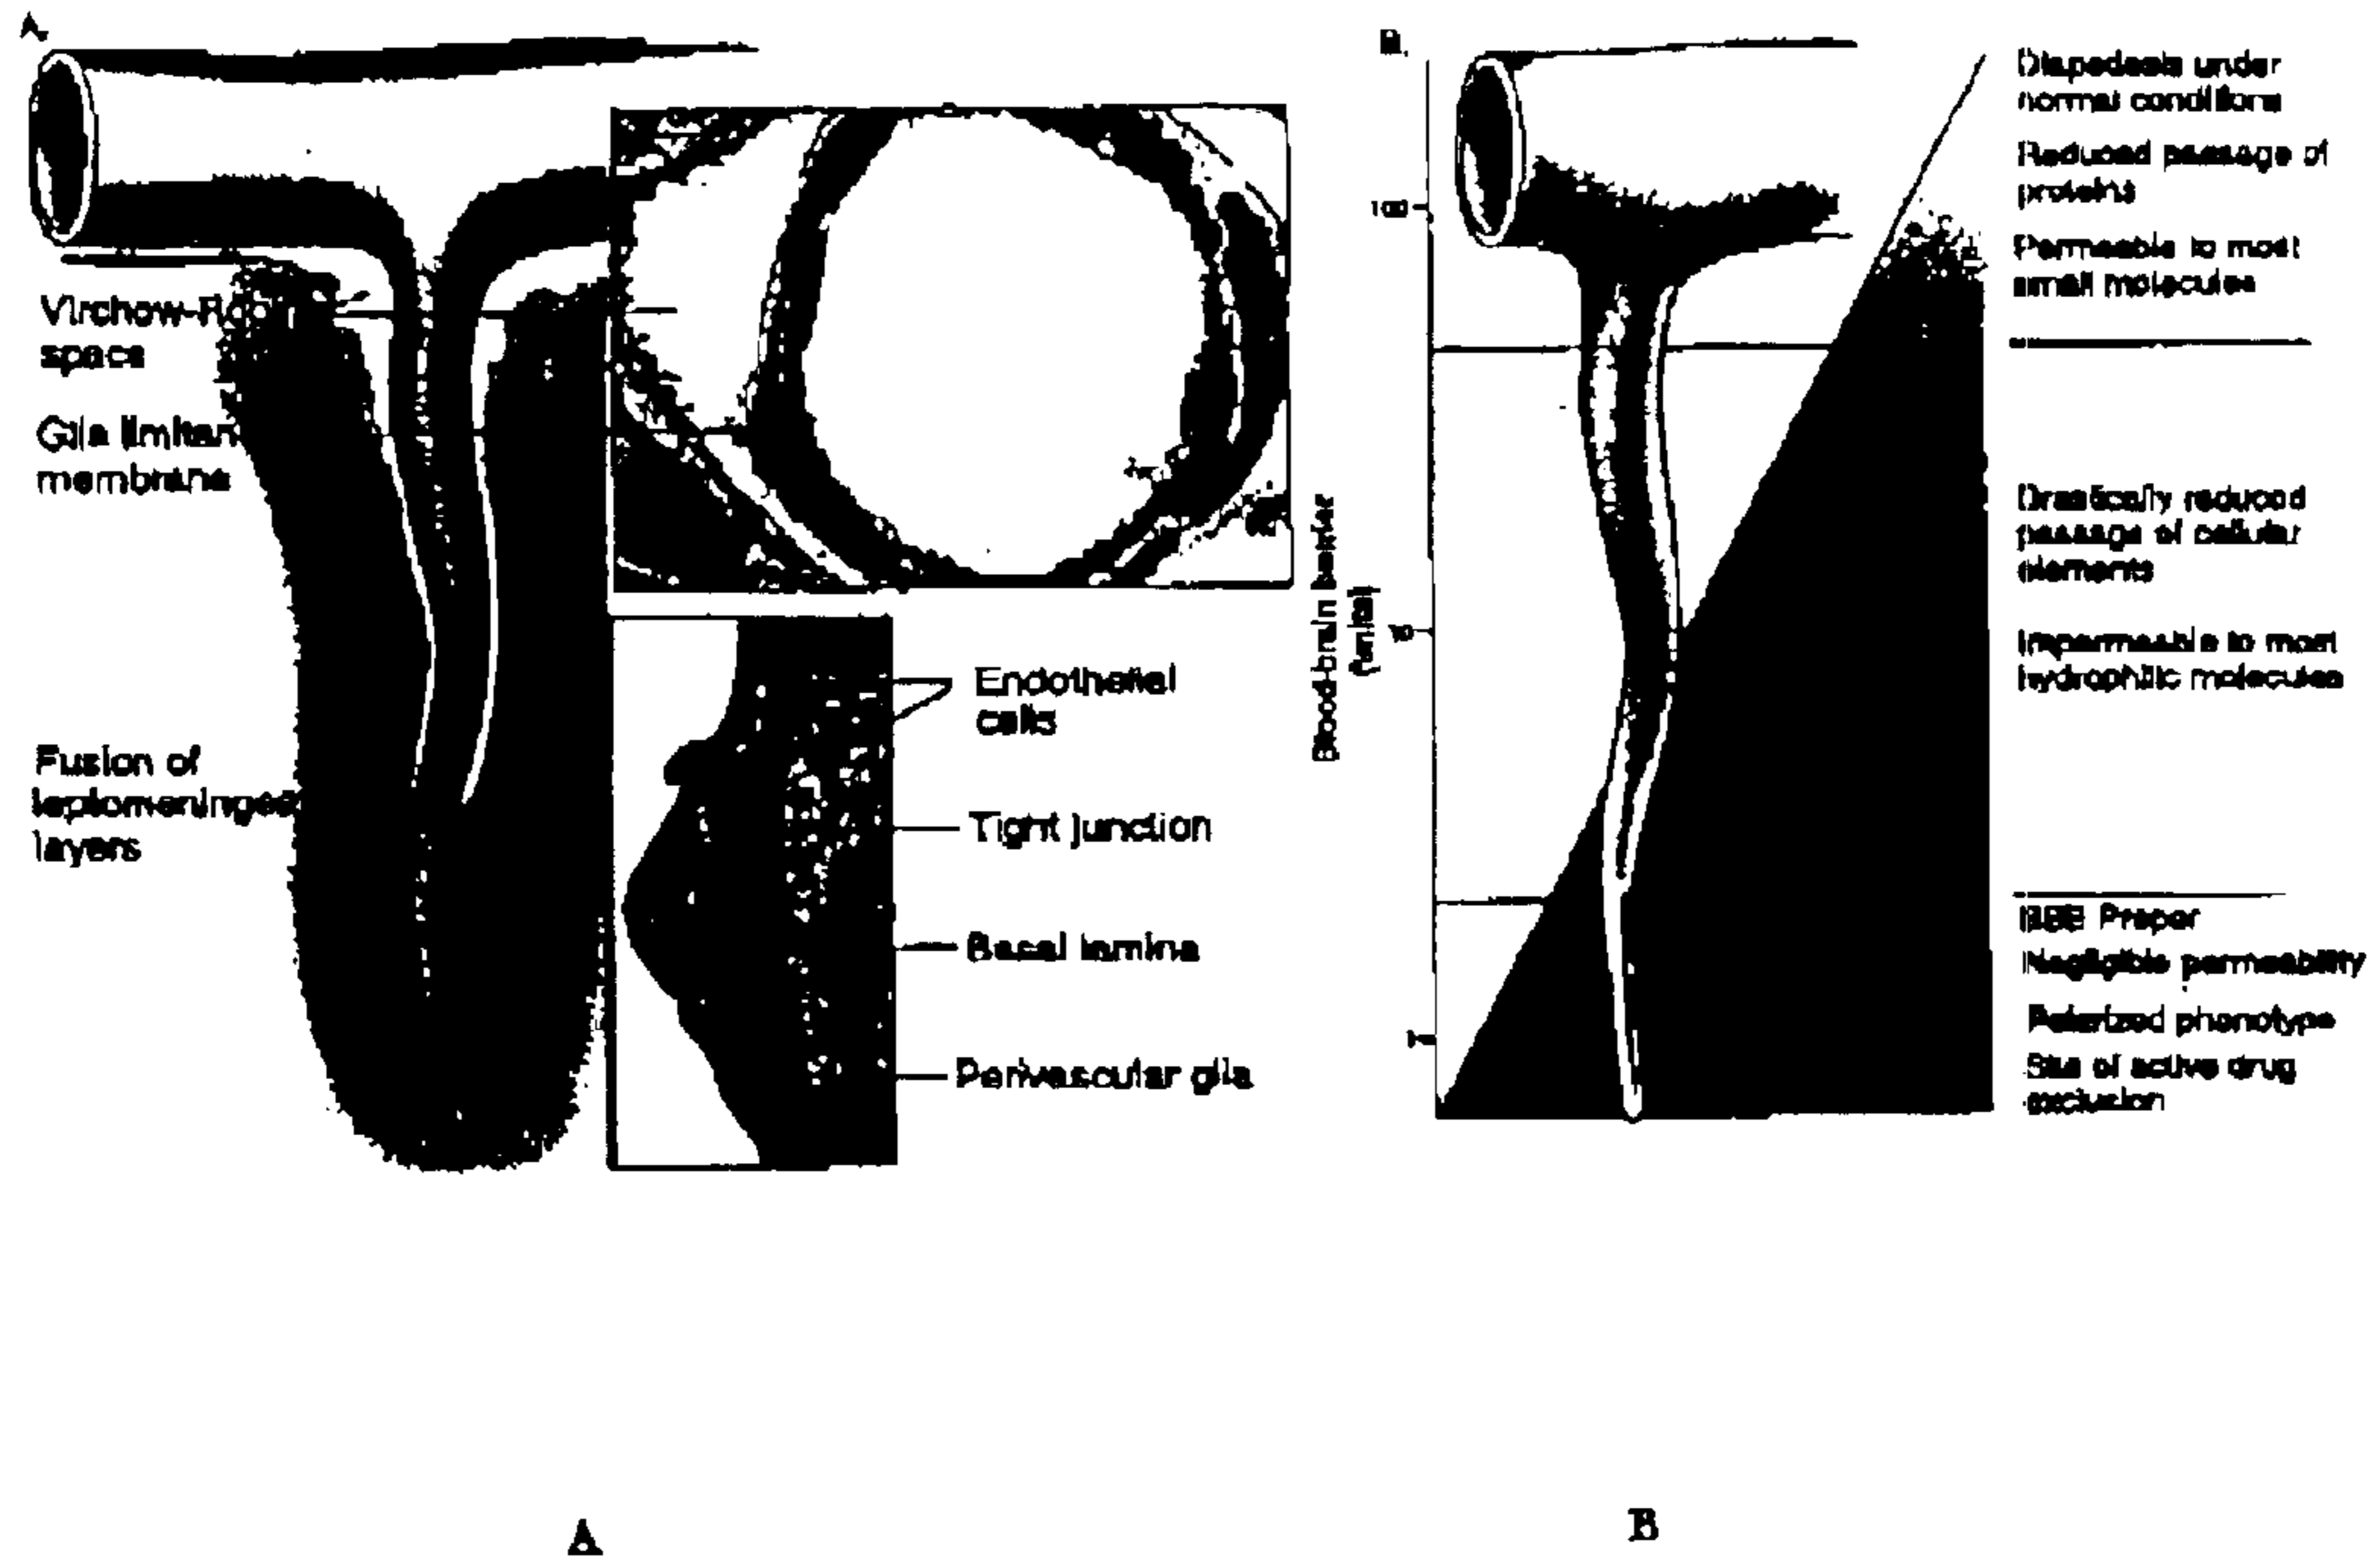 A.
Virchow-Robin
space
Glia limitans
membrane
Fusion of
leptomeningeal
layers
Endothelial
cells
Tight junction
Basal lamina
Perivascular glia
A
B.
Blood-brain barrier
100
10
Diapedesis under
normal conditions
Reduced passage of
proteins
Permeable to most
small molecules
Drastically reduced
passage of cellular
elements
Impermeable to most
hydrophilic molecules
BBB Proper
Negligible permeability
Polarized phenotype
Site of active drug
B